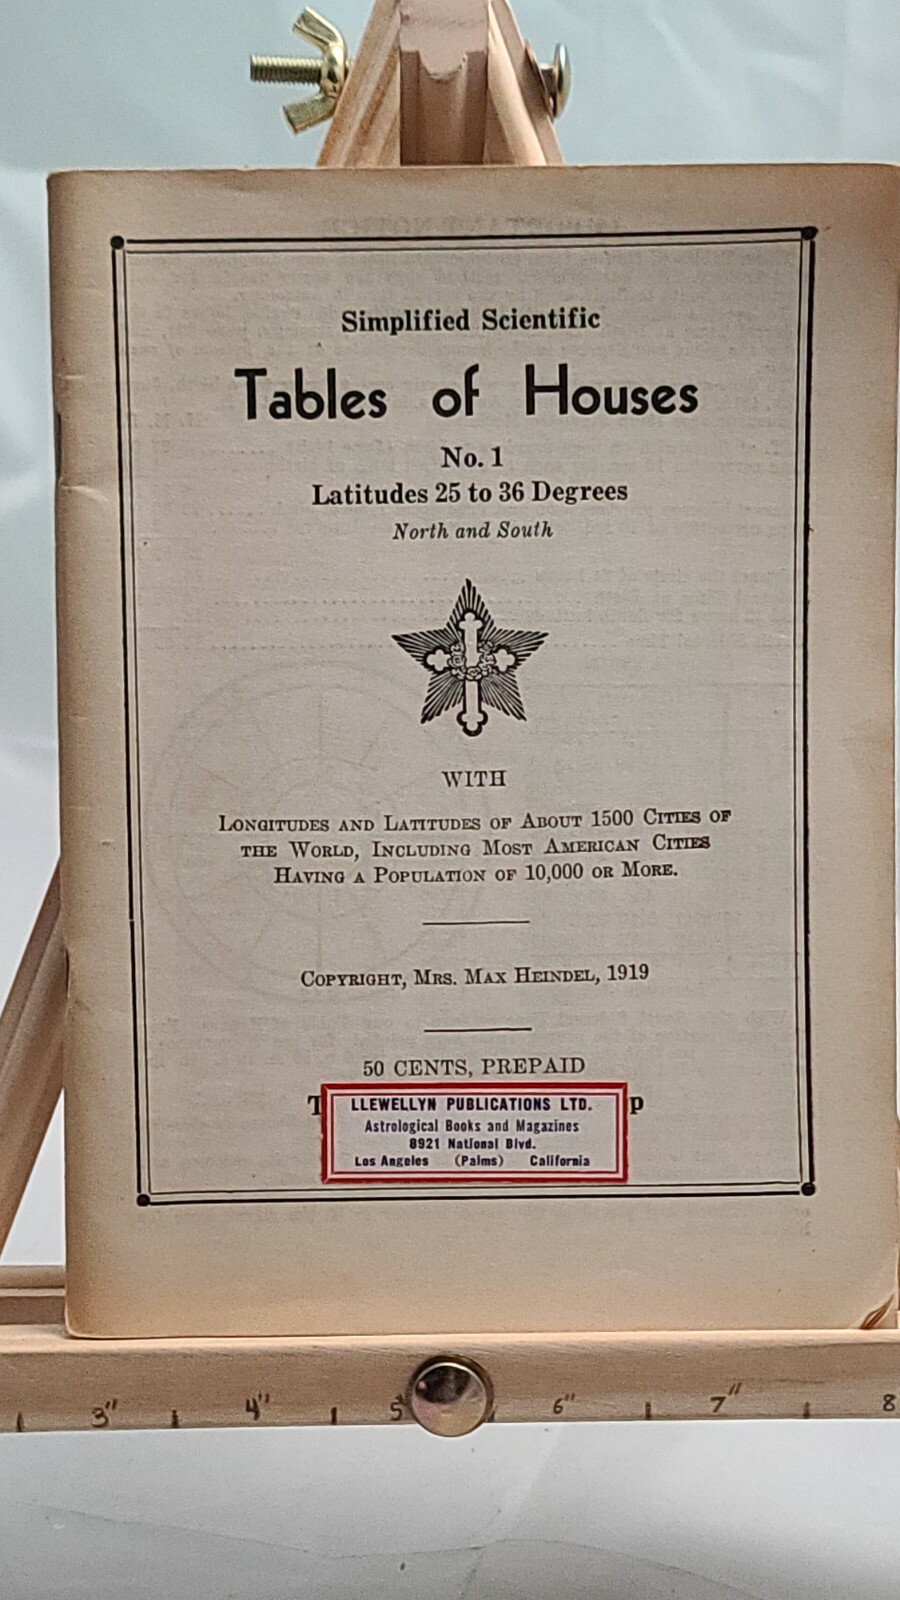 Simplified Scientific
Tables of Houses
No. 1
Latitudes 25 to 36 Degrees
North and South
WITH
LONGITUDES AND LATITUDES OF ABOUT 1500 CITIES OF
THE WORLD, INCLUDING MOST AMERICAN CITIES
HAVING A POPULATION OF 10,000 OR MORE.
COPYRIGHT, MRS. MAX HEINDEL, 1919
50 CENTS, PREPAID
T p
LLEWELLYN PUBLICATIONS LTD.
Astrological Books and Magazines
8921 National Blvd.
Los Angeles (Palms) California
3" 4" 5 6" 7" 8